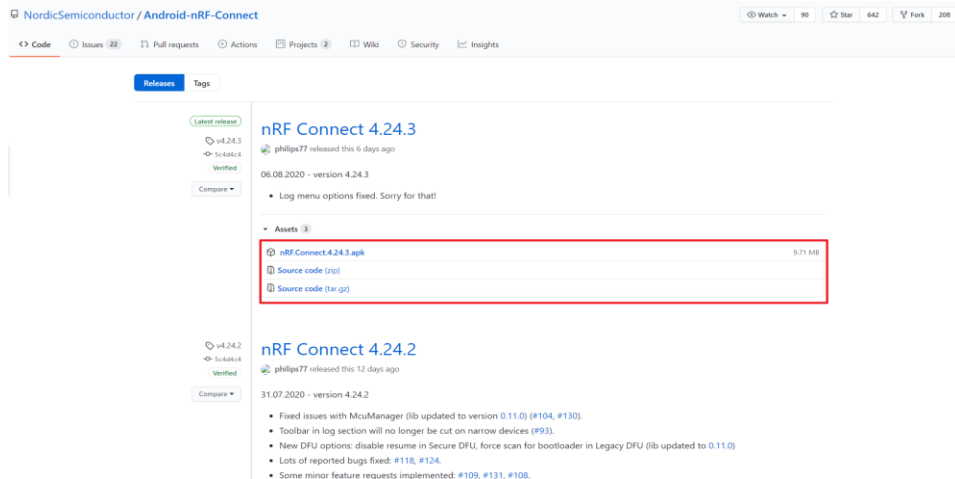 NordicSemiconductor / Android-nRF-Connect
Watch 90 Star 642 Fork 208
Code Issues 22 Pull requests Actions Projects 2 Wiki Security Insights
Releases Tags
Latest release
v4.24.3
5c4d4c4
Verified
Compare
nRF Connect 4.24.3
philips77 released this 6 days ago
06.08.2020 - version 4.24.3
• Log menu options fixed. Sorry for that!
Assets 3
nRF.Connect.4.24.3.apk 9.71 MB
Source code (zip)
Source code (tar.gz)
v4.24.2
5c4d4c4
Verified
Compare
nRF Connect 4.24.2
philips77 released this 12 days ago
31.07.2020 - version 4.24.2
• Fixed issues with McuManager (lib updated to version 0.11.0) (#104, #130).
• Toolbar in log section will no longer be cut on narrow devices (#93).
• New DFU options: disable resume in Secure DFU, force scan for bootloader in Legacy DFU (lib updated to 0.11.0)
• Lots of reported bugs fixed: #118, #124.
• Some minor feature requests implemented: #109, #131, #108.